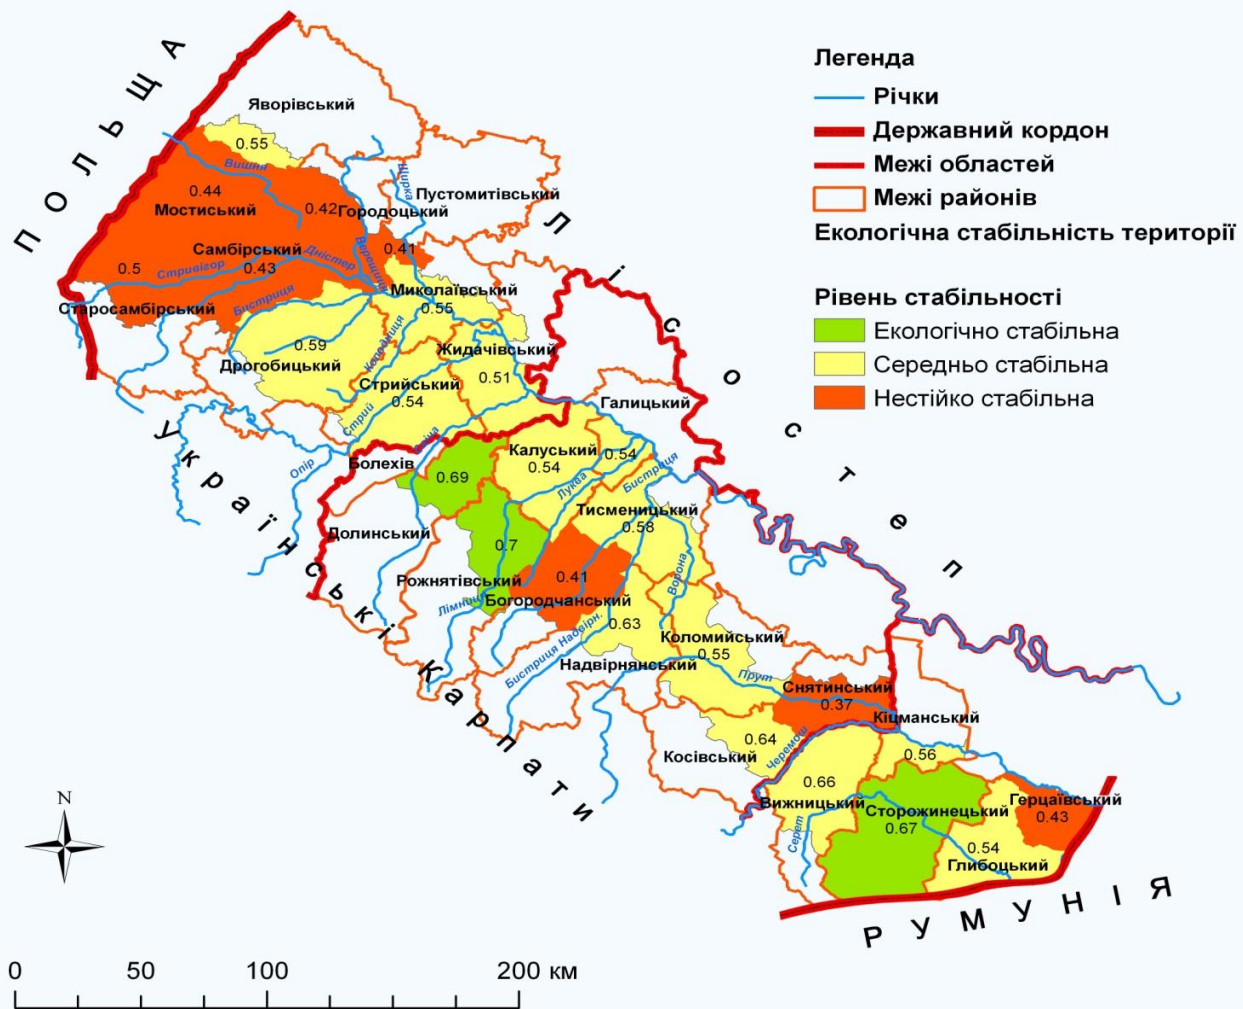 ПОЛЬЩА
Легенда
Річки
Державний кордон
Межі областей
Межі районів
Екологічна стабільність території
Рівень стабільності
Екологічно стабільна
Середньо стабільна
Нестійко стабільна
Яворівський
0.55
Вишня
Щирка
Пустомитівський
0.44
Мостиський
0.42
Городоцький
Лісостеп
Самбірський
0.43
Дністер
Верещиця
0.41
0.5
Стривігор
Старосамбірський
Бистриця
Миколаївський
0.55
Колодниця
0.59
Дрогобицький
Жидачівський
0.51
Стрийський
0.54
Стрий
Свіча
Галицький
Українські Карпати
Опір
Болехів
0.69
Калуський
0.54
0.54
Луква
Бистриця
Тисменицький
0.58
Долинський
0.7
Рожнятівський
Лімниця
0.41
Богородчанський
Ворона
0.63
Бистриця Надвірн.
Надвірнянський
Коломийський
0.55
Прут
Снятинський
0.37
Кіцманський
Косівський
0.64
Черемош
0.56
0.66
Вижницький
Серет
Сторожинецький
0.67
Герцаївський
0.43
0.54
Глибоцький
РУМУНІЯ
N
0 50 100 200 км